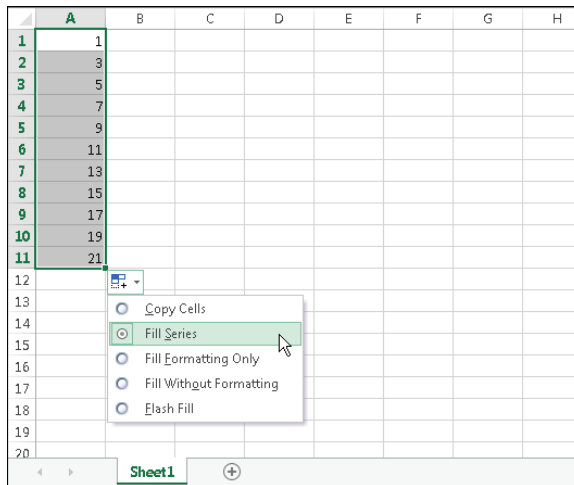 A B C D E F G H
1 1
2 3
3 5
4 7
5 9
6 11
7 13
8 15
9 17
10 19
11 21
12
13
Copy Cells
14
Fill Series
15
Fill Formatting Only
16
17
Fill Without Formatting
18
Flash Fill
19
20
Sheet1